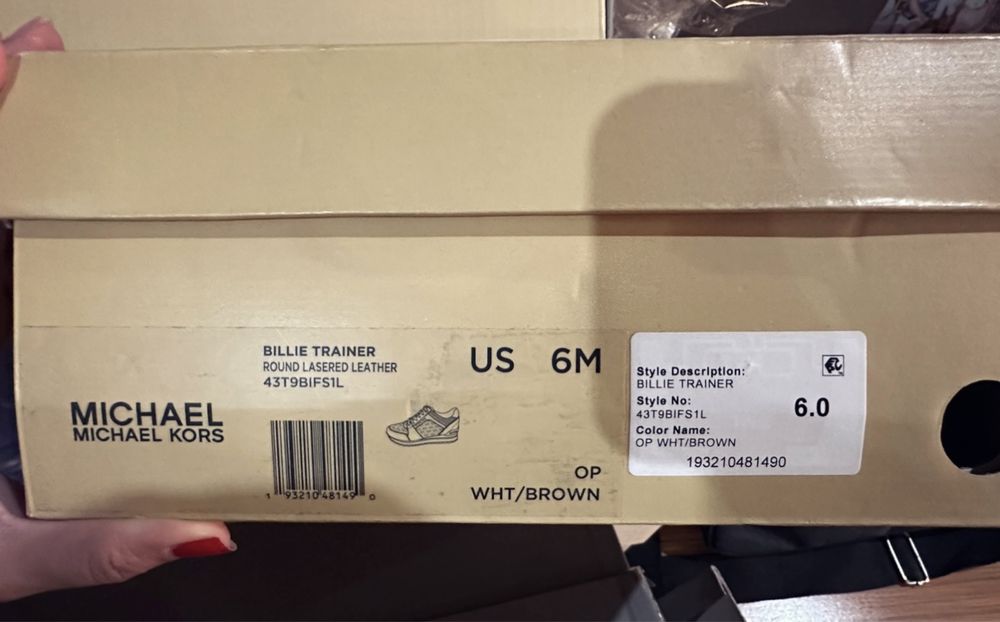 BILLIE TRAINER
ROUND LASERED LEATHER
43T9BIFS1L
US 6M
MICHAEL
MICHAEL KORS
1 93210 48149 0
OP
WHT/BROWN
Style Description:
BILLIE TRAINER
Style No:
43T9BIFS1L
6.0
Color Name:
OP WHT/BROWN
193210481490